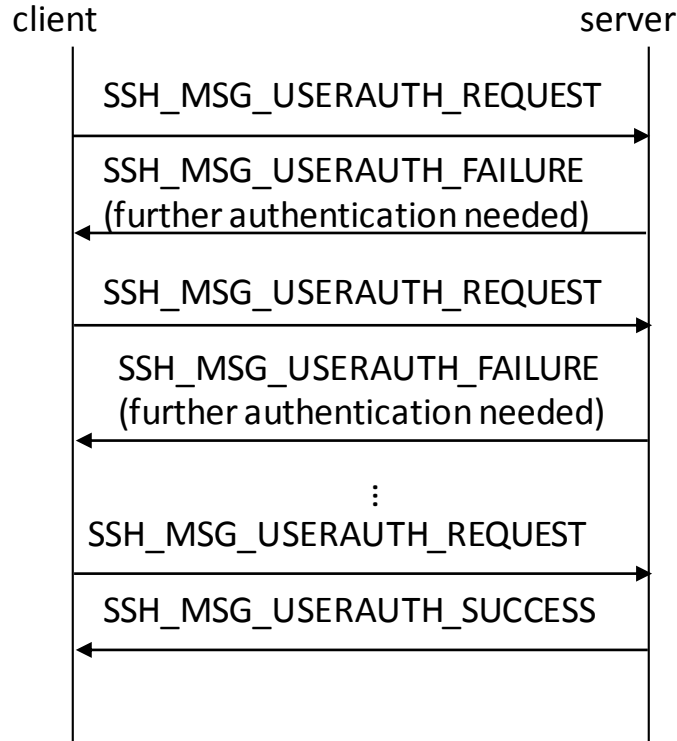 client server
SSH_MSG_USERAUTH_REQUEST
SSH_MSG_USERAUTH_FAILURE
(further authentication needed)
SSH_MSG_USERAUTH_REQUEST
SSH_MSG_USERAUTH_FAILURE
(further authentication needed)
...
SSH_MSG_USERAUTH_REQUEST
SSH_MSG_USERAUTH_SUCCESS